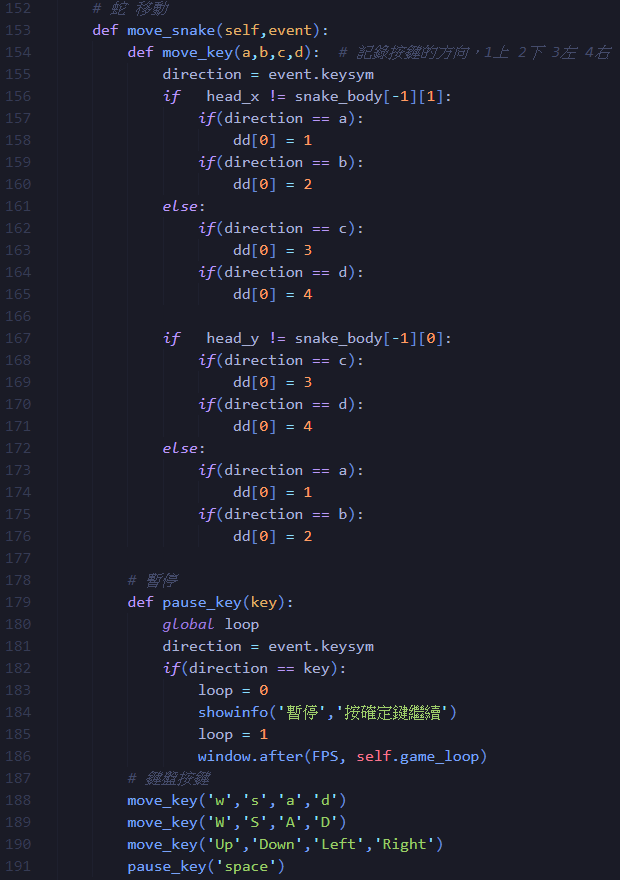 152 # 蛇 移動
153 def move_snake(self,event):
154 def move_key(a,b,c,d): # 記錄按鍵的方向，1上 2下 3左 4右
155 direction = event.keysym
156 if head_x != snake_body[-1][1]:
157 if(direction == a):
158 dd[0] = 1
159 if(direction == b):
160 dd[0] = 2
161 else:
162 if(direction == c):
163 dd[0] = 3
164 if(direction == d):
165 dd[0] = 4
166
167 if head_y != snake_body[-1][0]:
168 if(direction == c):
169 dd[0] = 3
170 if(direction == d):
171 dd[0] = 4
172 else:
173 if(direction == a):
174 dd[0] = 1
175 if(direction == b):
176 dd[0] = 2
177
178 # 暫停
179 def pause_key(key):
180 global loop
181 direction = event.keysym
182 if(direction == key):
183 loop = 0
184 showinfo('暫停','按確定鍵繼續')
185 loop = 1
186 window.after(FPS, self.game_loop)
187 # 鍵盤按鍵
188 move_key('w','s','a','d')
189 move_key('W','S','A','D')
190 move_key('Up','Down','Left','Right')
191 pause_key('space')